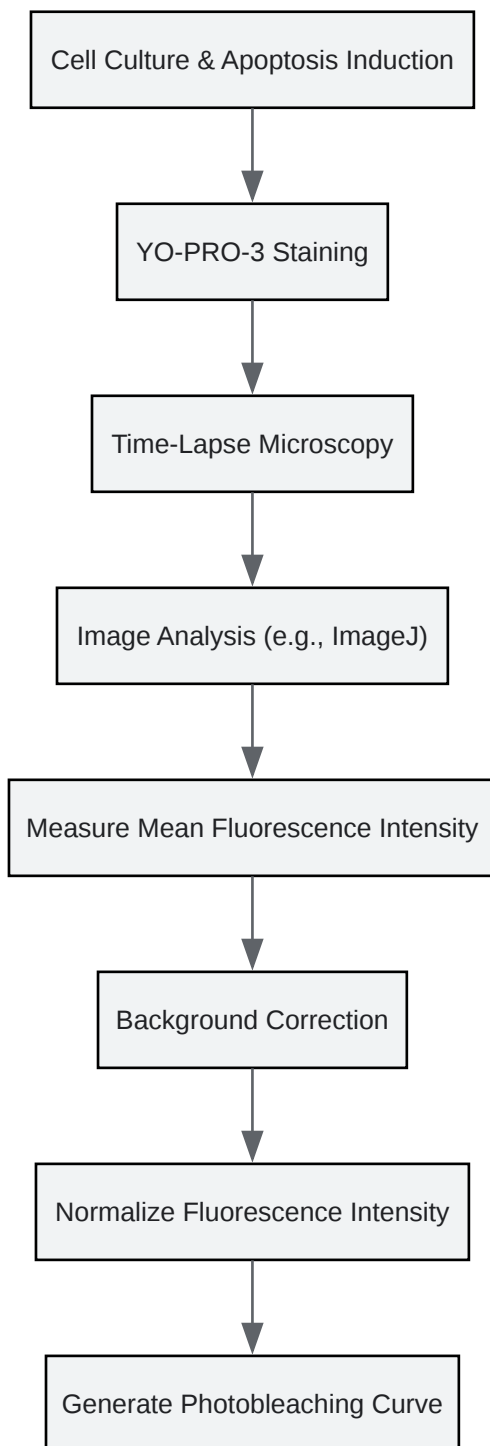 Cell Culture & Apoptosis Induction
YO-PRO-3 Staining
Time-Lapse Microscopy
Image Analysis (e.g., ImageJ)
Measure Mean Fluorescence Intensity
Background Correction
Normalize Fluorescence Intensity
Generate Photobleaching Curve